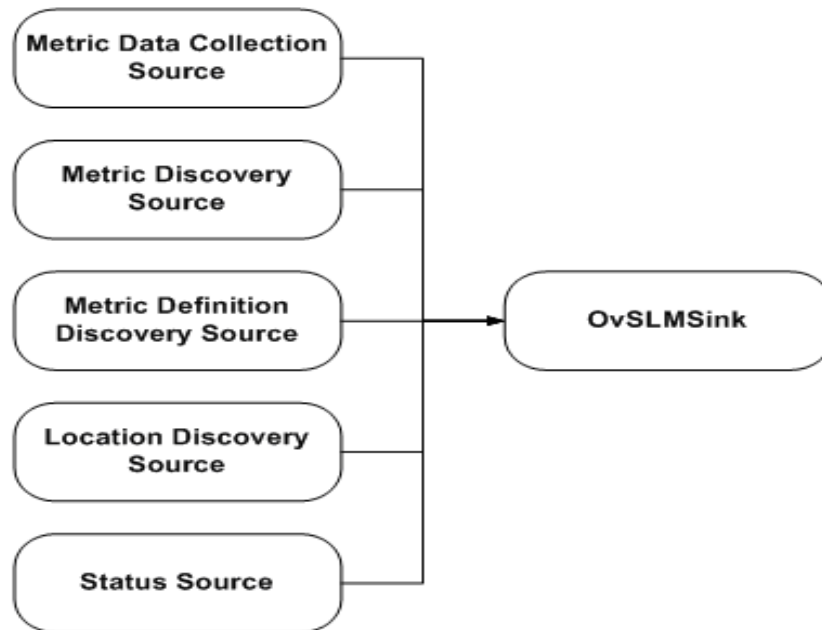 Metric Data Collection
Source
Metric Discovery
Source
Metric Definition
Discovery Source
OvSLMSink
Location Discovery
Source
Status Source